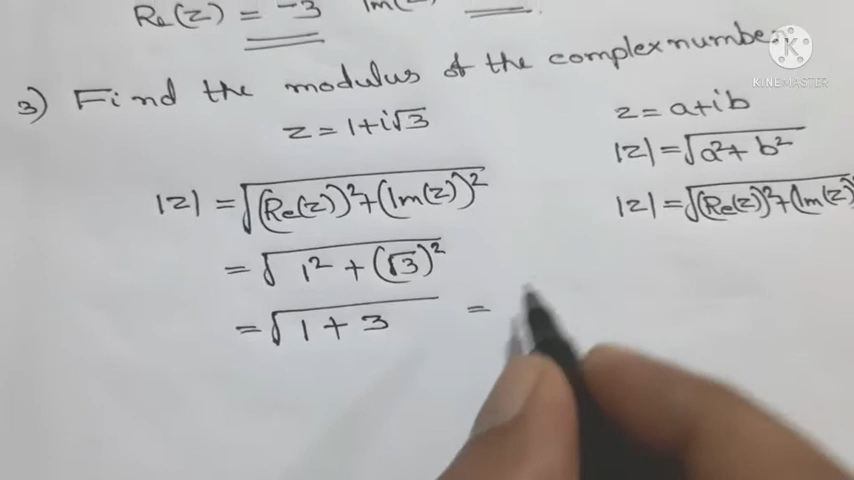 Re(z) = -3
3) Find the modulus of the complex number
z = 1+i√3
|z| = √(Re(z))²+(Im(z))²
= √1² + (√3)²
= √1 + 3 =
z = a+ib
|z| = √a²+ b²
|z| = √(Re(z))²+(Im(z))²
KINEMASTER